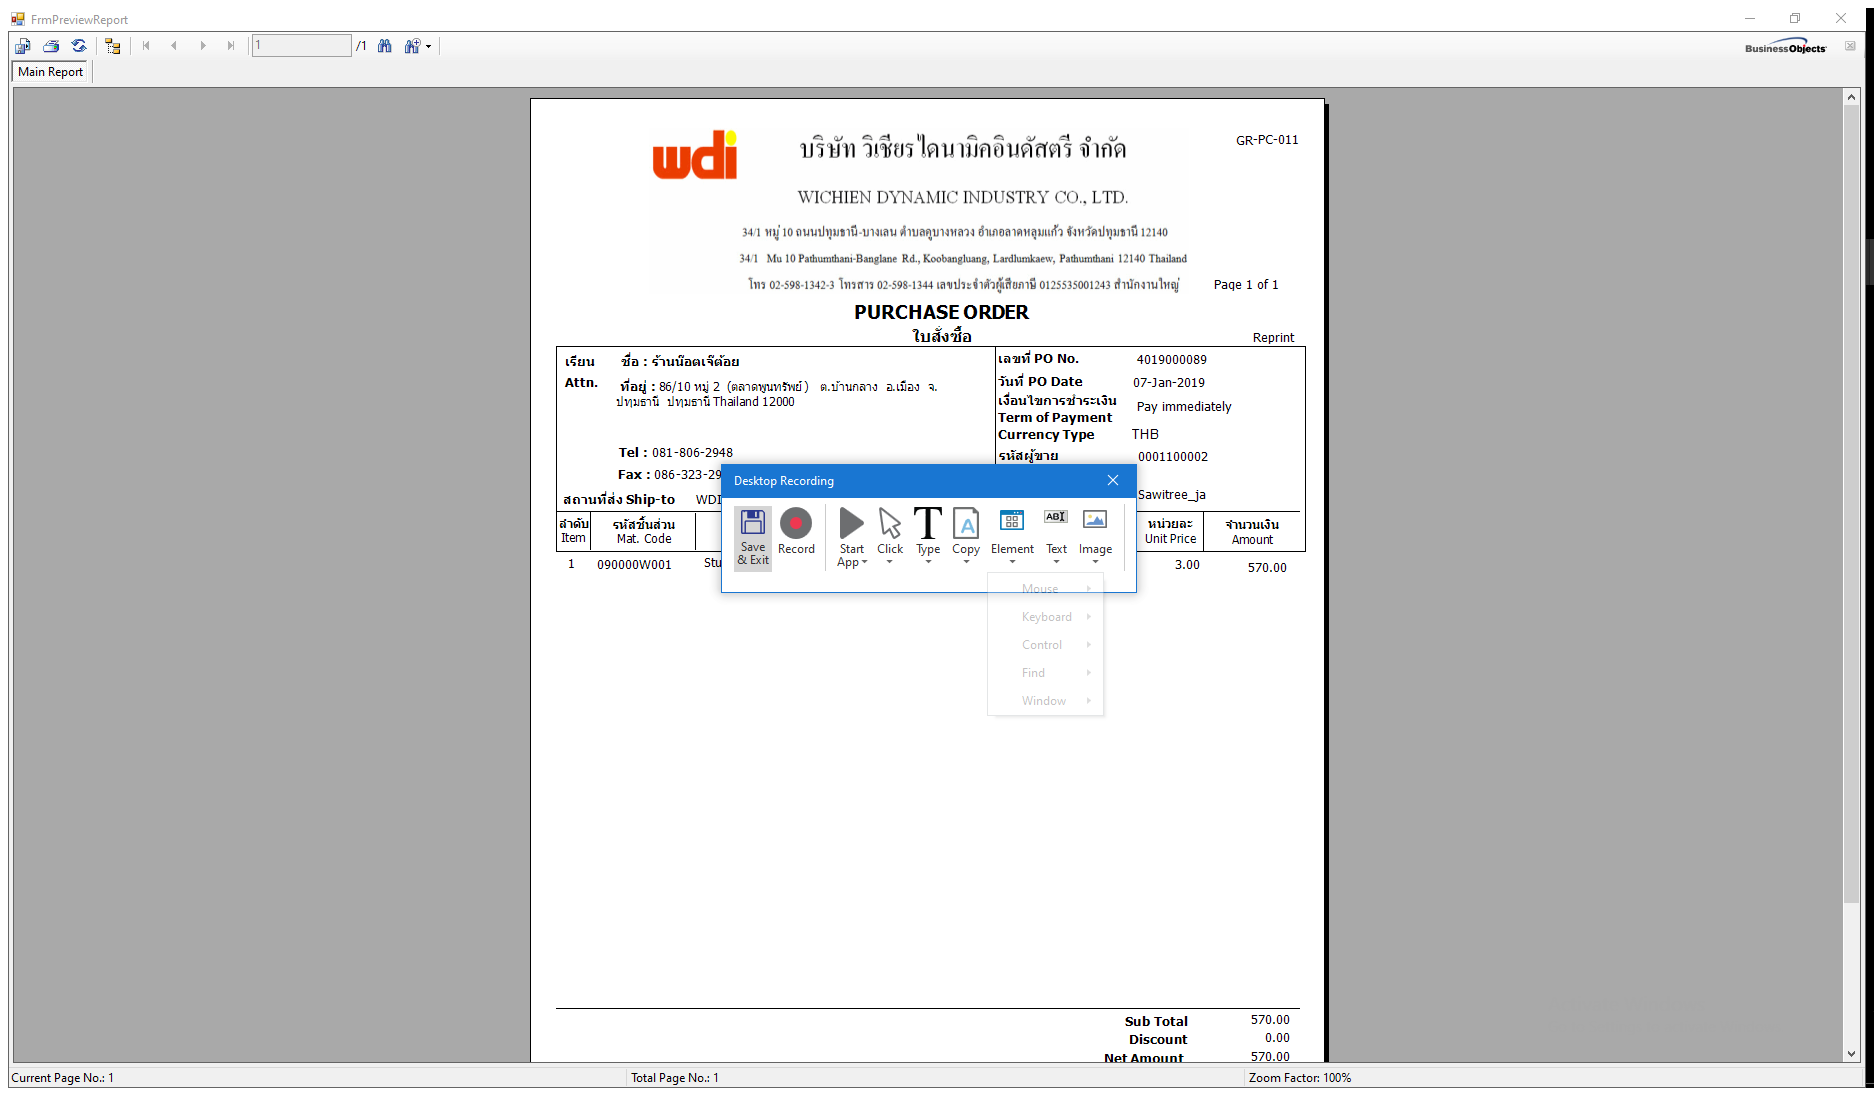 FrmPreviewReport
1 /1
BusinessObjects
Main Report
wdi
บริษัท วิเชียรไดนามิคอินดัสตรี จำกัด
GR-PC-011
WICHIEN DYNAMIC INDUSTRY CO., LTD.
34/1 หมู่ 10 ถนนปทุมธานี-บางเลน ตำบลคูบางหลวง อำเภอลาดหลุมแก้ว จังหวัดปทุมธานี 12140
34/1 Mu 10 Pathumthani-Banglane Rd., Koobangluang, Lardlumkaew, Pathumthani 12140 Thailand
โทร 02-598-1342-3 โทรสาร 02-598-1344 เลขประจำตัวผู้เสียภาษี 0125535001243 สำนักงานใหญ่
Page 1 of 1
PURCHASE ORDER
ใบสั่งซื้อ
Reprint
เรียน ชื่อ : ร้านน๊อตเจ๊ต้อย
เลขที่ PO No. 4019000089
Attn. ที่อยู่ : 86/10 หมู่ 2 (ตลาดพูนทรัพย์) ต.บ้านกลาง อ.เมือง จ.
ปทุมธานี ปทุมธานี Thailand 12000
วันที่ PO Date 07-Jan-2019
เงื่อนไขการชำระเงิน
Term of Payment Pay immediately
Currency Type THB
Tel : 081-806-2948
รหัสผู้ขาย 0001100002
Fax : 086-323-29
สถานที่ส่ง Ship-to WDI
Sawitree_ja
ลำดับ รหัสชิ้นส่วน หน่วยละ จำนวนเงิน
Item Mat. Code Unit Price Amount
1 090000W001 Stu 3.00 570.00
Desktop Recording
Save & Exit
Record
Start App
Click
Type
Copy
Element
ABI
Text
Image
Mouse
Keyboard
Control
Find
Window
Sub Total 570.00
Discount 0.00
Net Amount 570.00
Current Page No.: 1
Total Page No.: 1
Zoom Factor: 100%